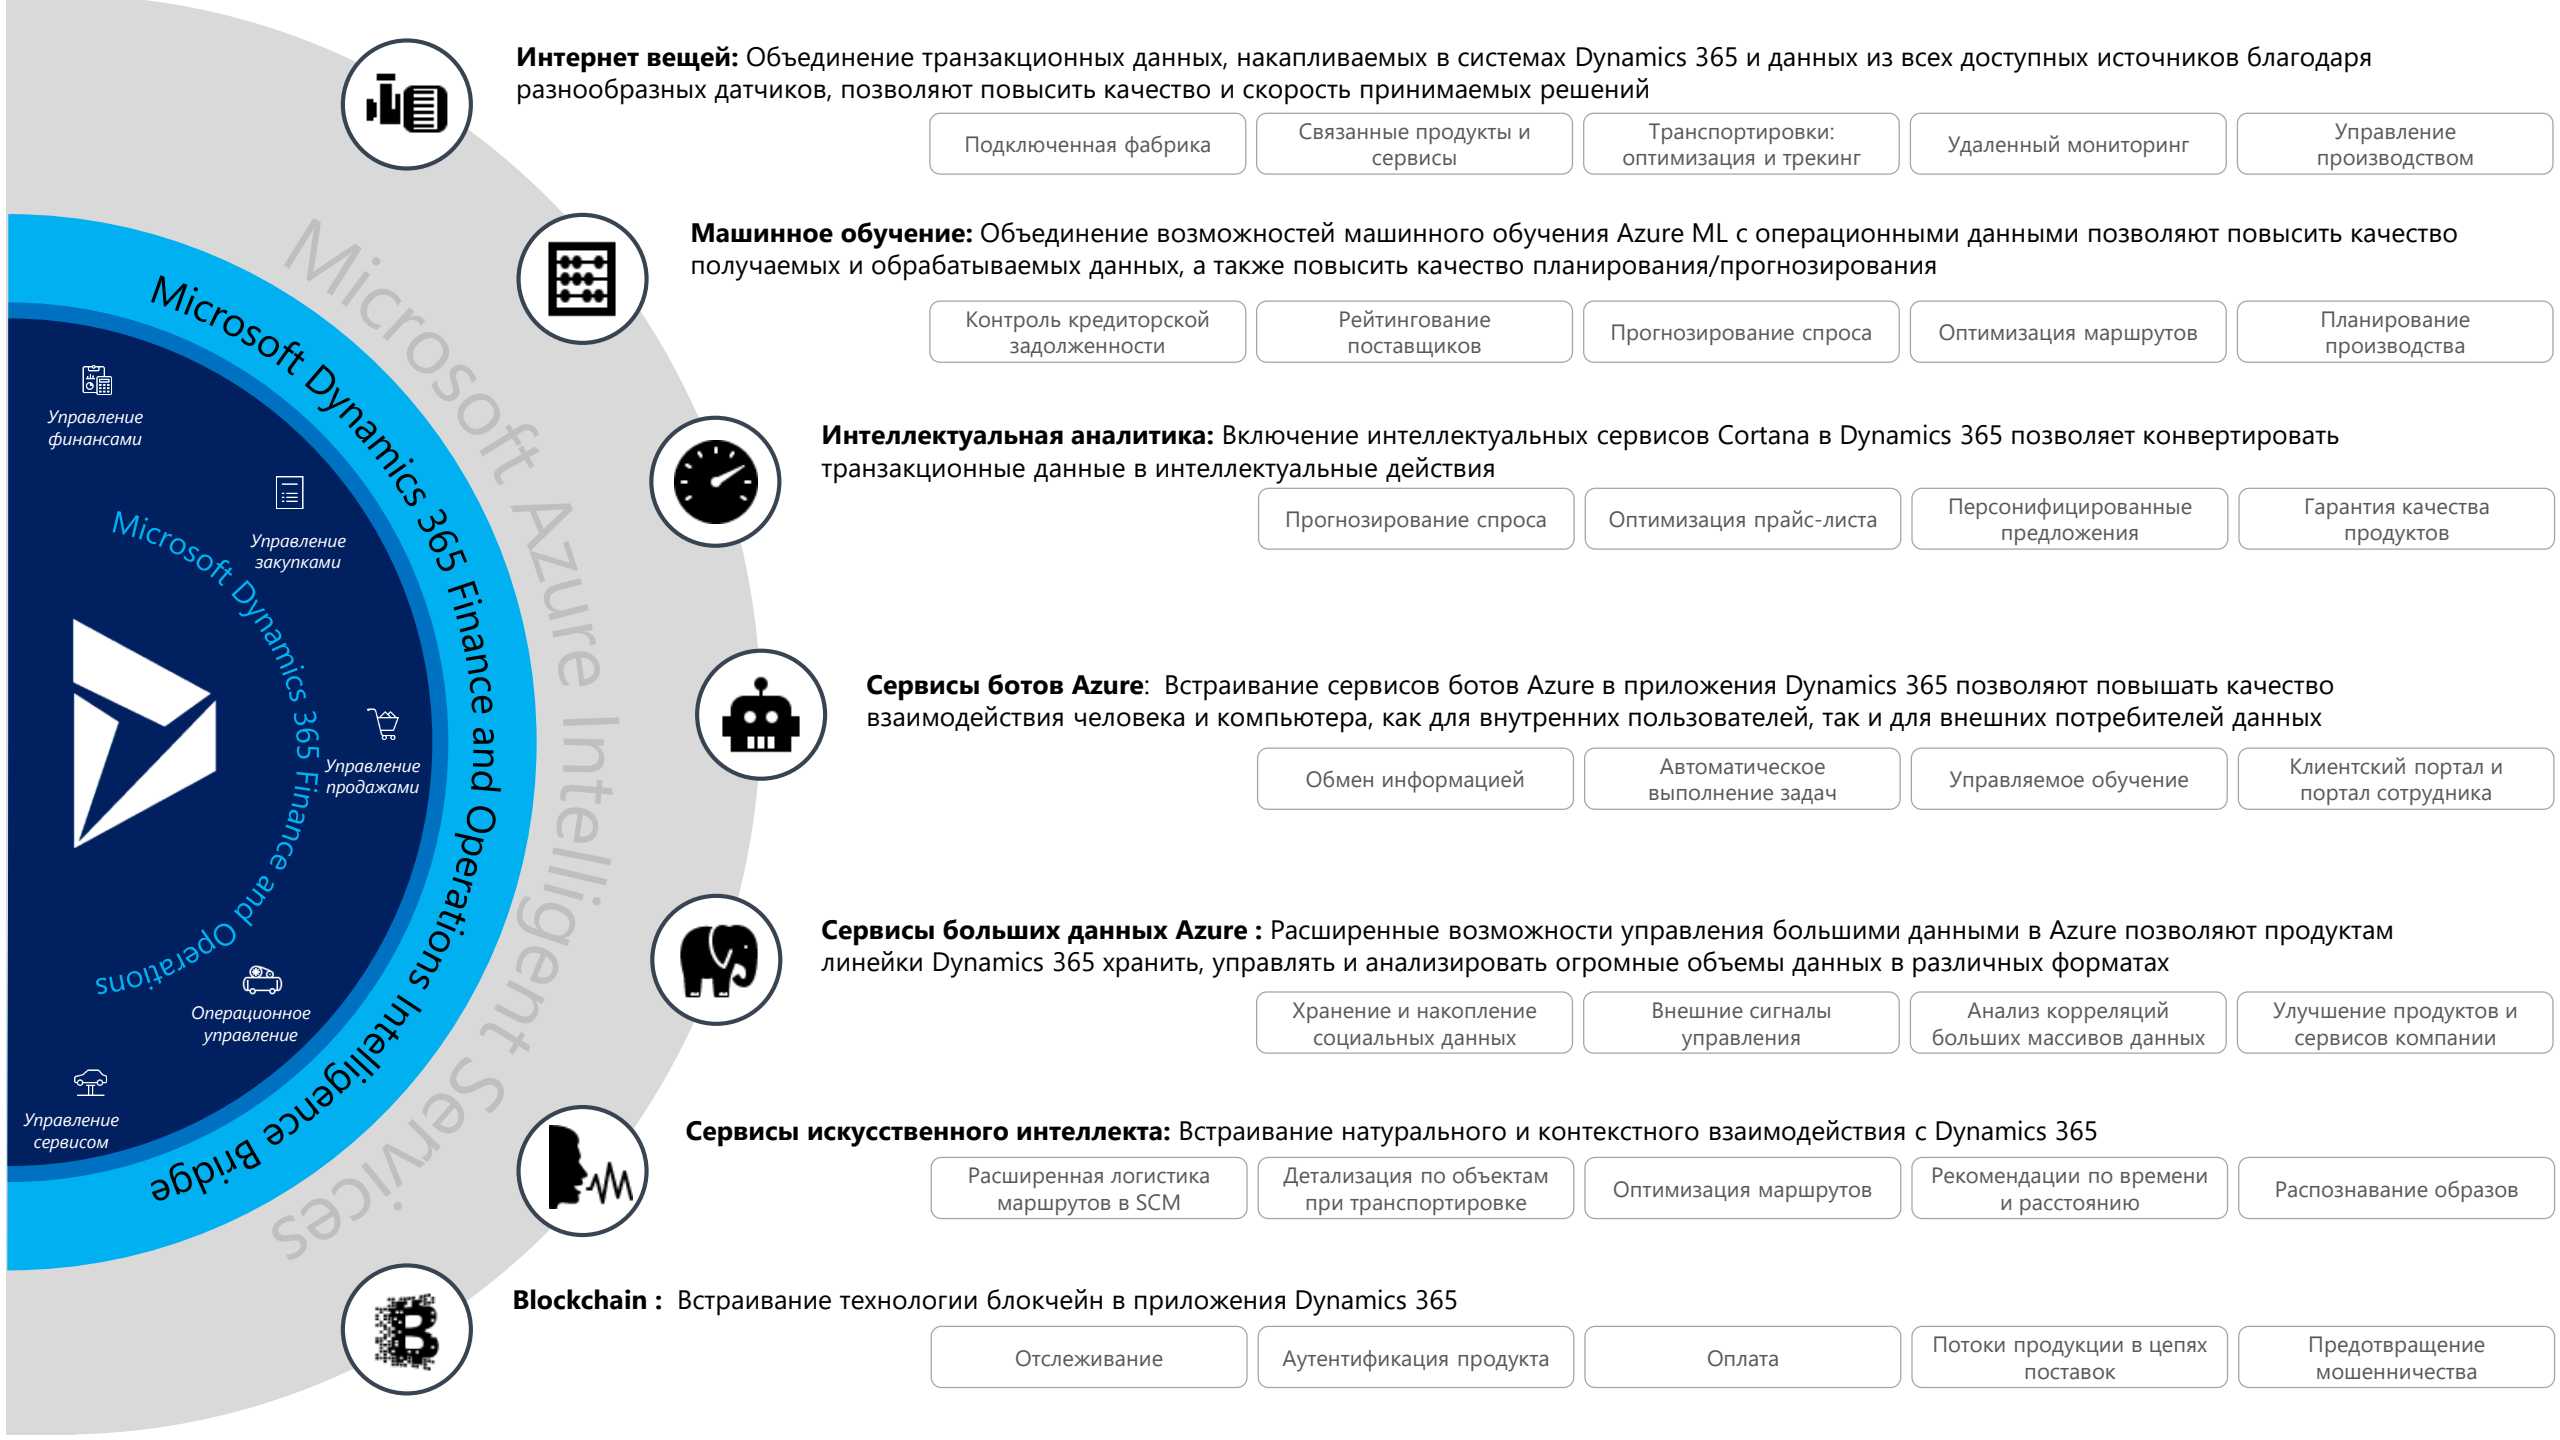 Интернет вещей: Объединение транзакционных данных, накапливаемых в системах Dynamics 365 и данных из всех доступных источников благодаря
разнообразных датчиков, позволяют повысить качество и скорость принимаемых решений
Подключенная фабрика
Связанные продукты и
сервисы
Транспортировки:
оптимизация и трекинг
Удаленный мониторинг
Управление
производством
Машинное обучение: Объединение возможностей машинного обучения Azure ML с операционными данными позволяют повысить качество
получаемых и обрабатываемых данных, а также повысить качество планирования/прогнозирования
Контроль кредиторской
задолженности
Рейтингование
поставщиков
Прогнозирование спроса
Оптимизация маршрутов
Планирование
производства
Интеллектуальная аналитика: Включение интеллектуальных сервисов Cortana в Dynamics 365 позволяет конвертировать
транзакционные данные в интеллектуальные действия
Прогнозирование спроса
Оптимизация прайс-листа
Персонифицированные
предложения
Гарантия качества
продуктов
Сервисы ботов Azure: Встраивание сервисов ботов Azure в приложения Dynamics 365 позволяют повышать качество
взаимодействия человека и компьютера, как для внутренних пользователей, так и для внешних потребителей данных
Обмен информацией
Автоматическое
выполнение задач
Управляемое обучение
Клиентский портал и
портал сотрудника
Сервисы больших данных Azure : Расширенные возможности управления большими данными в Azure позволяют продуктам
линейки Dynamics 365 хранить, управлять и анализировать огромные объемы данных в различных форматах
Хранение и накопление
социальных данных
Внешние сигналы
управления
Анализ корреляций
больших массивов данных
Улучшение продуктов и
сервисов компании
Сервисы искусственного интеллекта: Встраивание натурального и контекстного взаимодействия с Dynamics 365
Расширенная логистика
маршрутов в SCM
Детализация по объектам
при транспортировке
Оптимизация маршрутов
Рекомендации по времени
и расстоянию
Распознавание образов
Blockchain : Встраивание технологии блокчейн в приложения Dynamics 365
Отслеживание
Аутентификация продукта
Оплата
Потоки продукции в цепях
поставок
Предотвращение
мошенничества
Microsoft Azure Intelligent Services
Microsoft Dynamics 365 Finance and Operations Intelligence Bridge
Microsoft Dynamics 365 Finance and Operations
Управление
финансами
Управление
закупками
Управление
продажами
Операционное
управление
Управление
сервисом